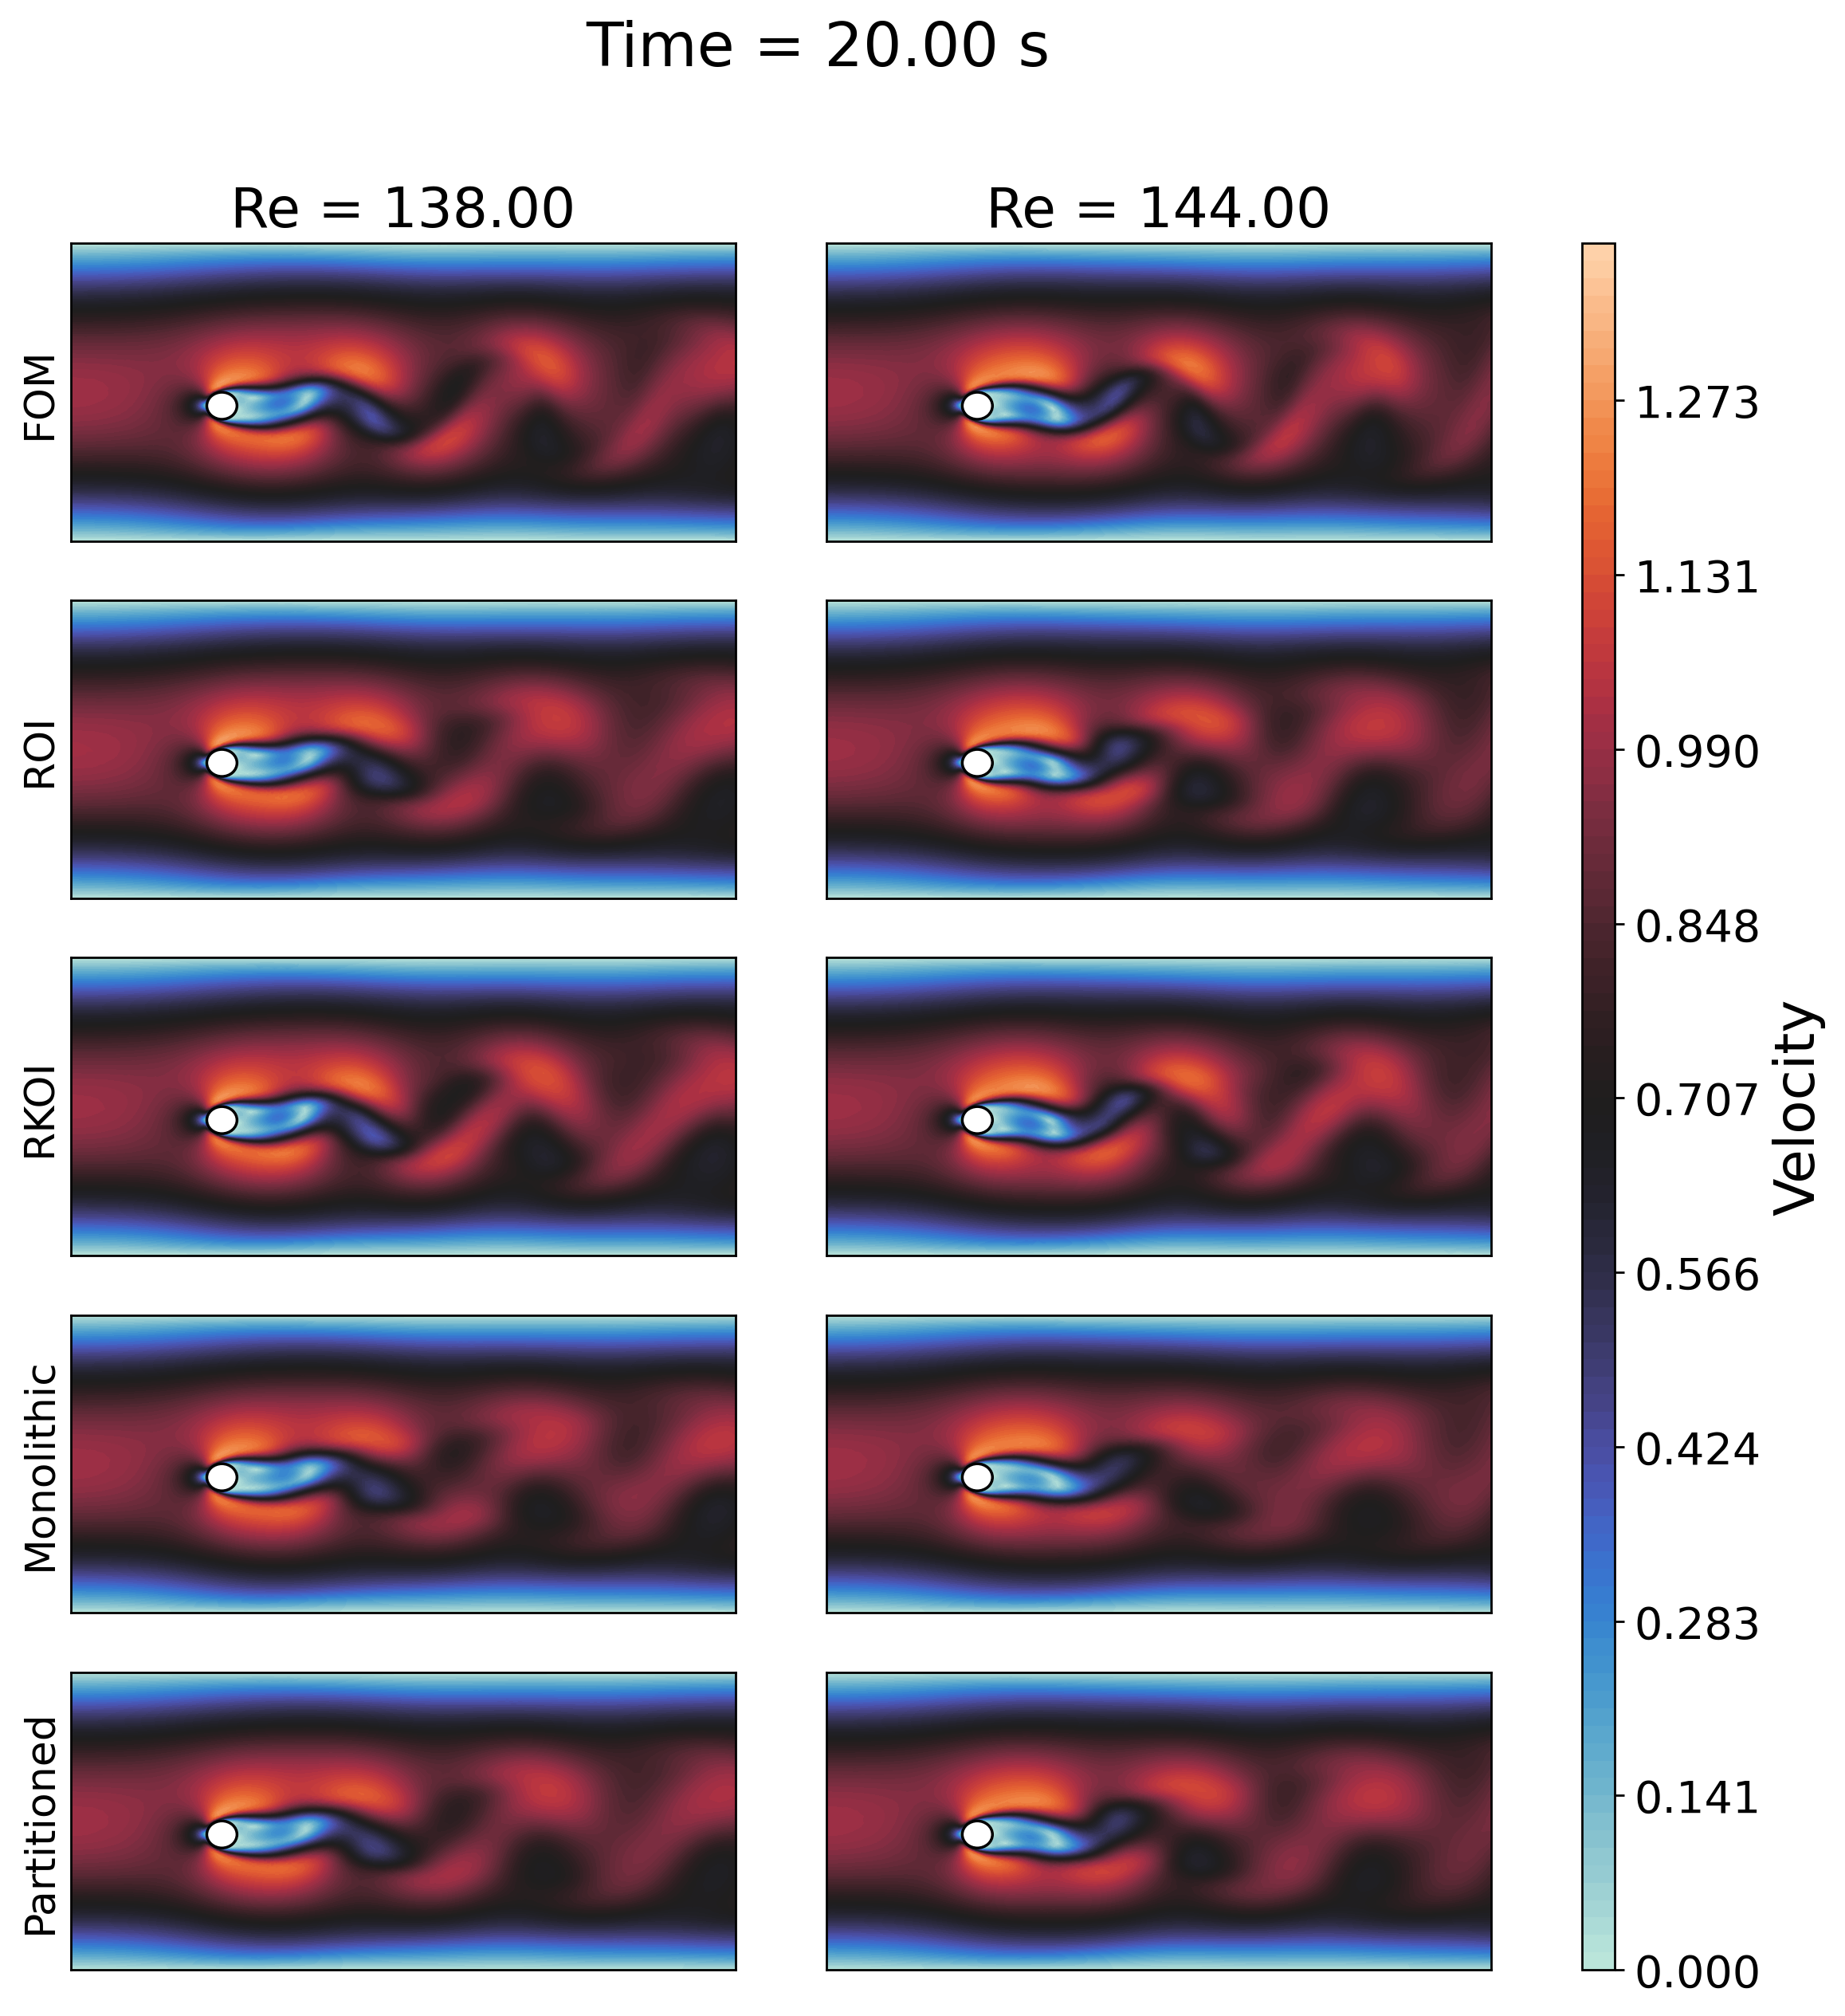 Time = 20.00 s
Re = 138.00
Re = 144.00
FOM
ROI
RKOI
Monolithic
Partitioned
1.273
1.131
0.990
0.848
0.707
0.566
0.424
0.283
0.141
0.000
Velocity